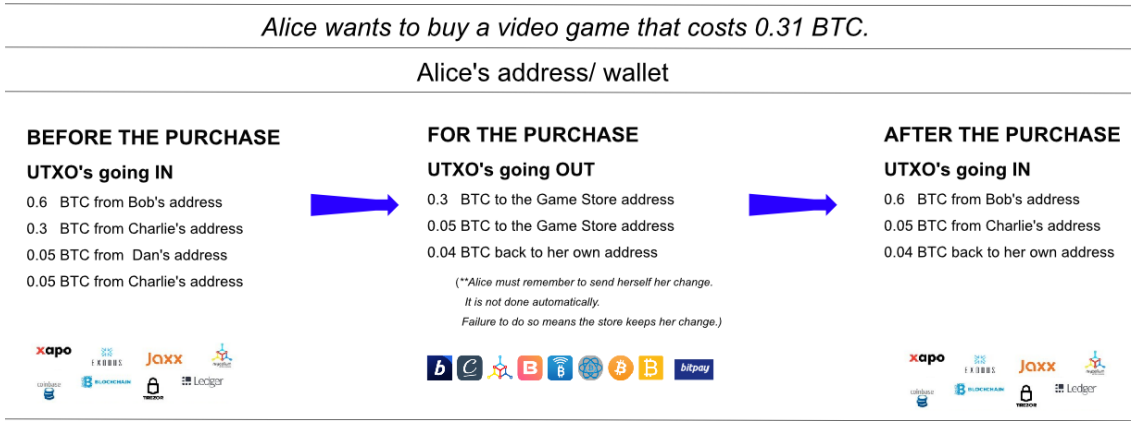 Alice wants to buy a video game that costs 0.31 BTC.
Alice's address/ wallet
BEFORE THE PURCHASE
UTXO's going IN
0.6 BTC from Bob's address
0.3 BTC from Charlie's address
0.05 BTC from Dan's address
0.05 BTC from Charlie's address
FOR THE PURCHASE
UTXO's going OUT
0.3 BTC to the Game Store address
0.05 BTC to the Game Store address
0.04 BTC back to her own address
(**Alice must remember to send herself her change.
It is not done automatically.
Failure to do so means the store keeps her change.)
AFTER THE PURCHASE
UTXO's going IN
0.6 BTC from Bob's address
0.05 BTC from Charlie's address
0.04 BTC back to her own address
xapo
EXODUS
Jaxx
coinbase
BLOCKCHAIN
TREZOR
Ledger
b
C
B
B
B
B
bitpay
xapo
EXODUS
Jaxx
coinbase
BLOCKCHAIN
TREZOR
Ledger